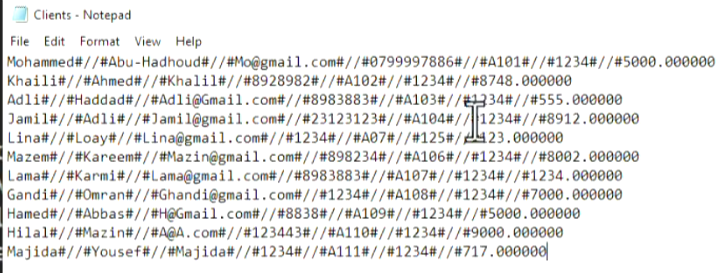 Clients - Notepad
File Edit Format View Help
Mohammed#//#Abu-Hadhoud#//#Mo@gmail.com#//#0799997886#//#A101#//#1234#//#5000.000000
Khaili#//#Ahmed#//#Khalil#//#8928982#//#A102#//#1234#//#8748.000000
Adli#//#Haddad#//#Adli@Gmail.com#//#8983883#//#A103#//#1234#//#555.000000
Jamil#//#Adli#//#Jamil@gmail.com#//#23123123#//#A104#//#1234#//#8912.000000
Lina#//#Loay#//#Lina@gmail.com#//#1234#//#A07#//#125#//#123.000000
Mazem#//#Kareem#//#Mazin@gmail.com#//#898234#//#A106#//#1234#//#8002.000000
Lama#//#Karmi#//#Lama@gmail.com#//#8983883#//#A107#//#1234#//#1234.000000
Gandi#//#Omran#//#Ghandi@gmail.com#//#1234#//#A108#//#1234#//#7000.000000
Hamed#//#Abbas#//#H@Gmail.com#//#8838#//#A109#//#1234#//#5000.000000
Hilal#//#Mazin#//#A@A.com#//#123443#//#A110#//#1234#//#9000.000000
Majida#//#Yousef#//#Majida#//#1234#//#A111#//#1234#//#717.000000